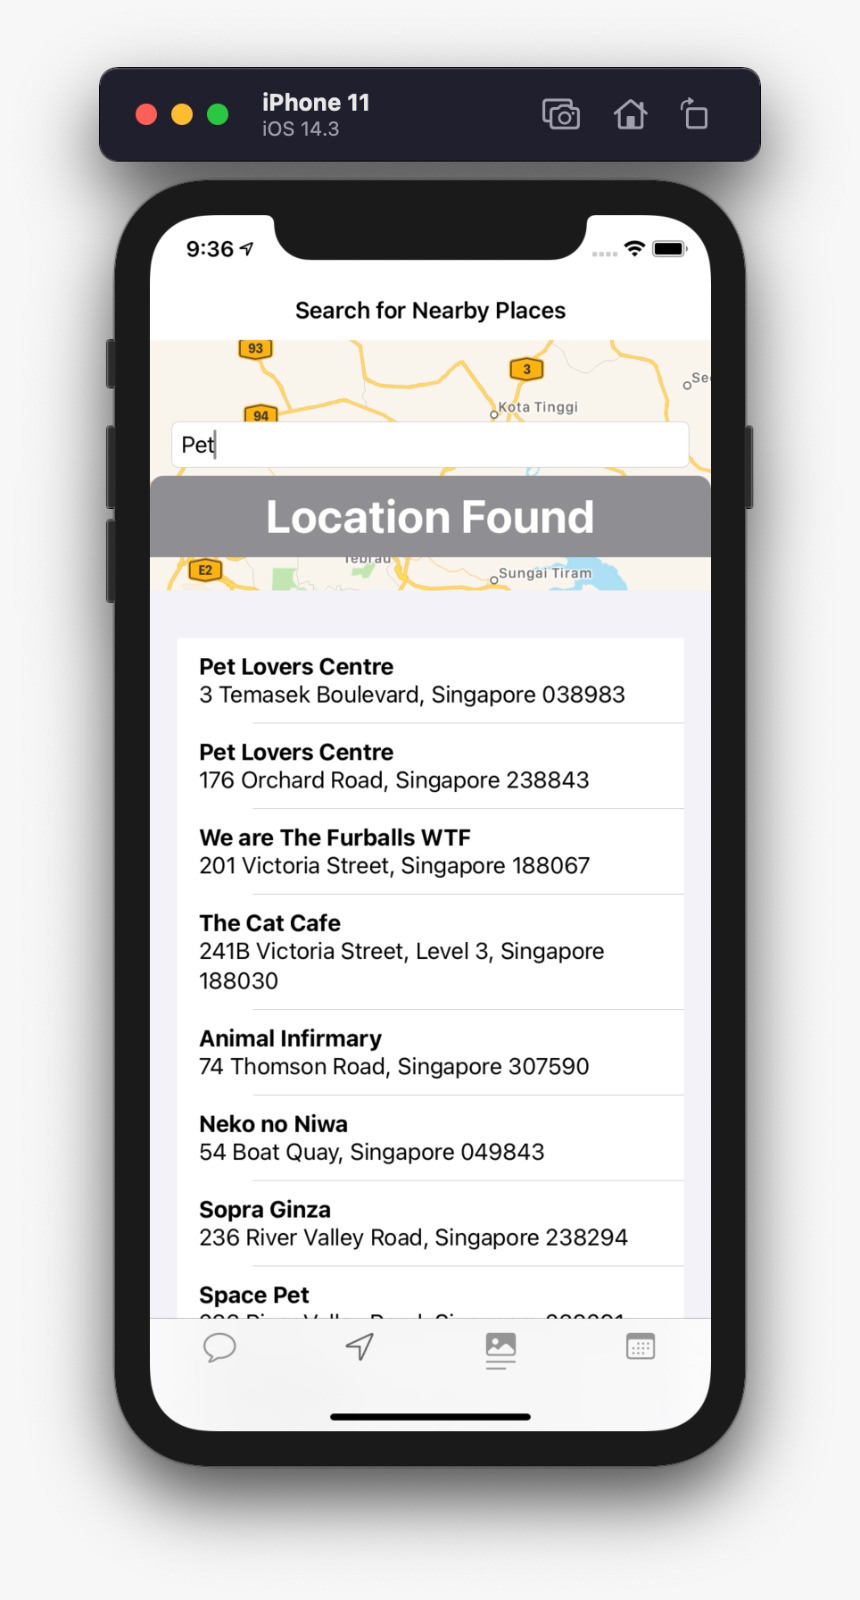 iPhone 11
iOS 14.3
9:36
Search for Nearby Places
93
3
Kota Tinggi
94
Pet
Location Found
Tebrau
E2
Sungai Tiram
Pet Lovers Centre
3 Temasek Boulevard, Singapore 038983
Pet Lovers Centre
176 Orchard Road, Singapore 238843
We are The Furballs WTF
201 Victoria Street, Singapore 188067
The Cat Cafe
241B Victoria Street, Level 3, Singapore
188030
Animal Infirmary
74 Thomson Road, Singapore 307590
Neko no Niwa
54 Boat Quay, Singapore 049843
Sopra Ginza
236 River Valley Road, Singapore 238294
Space Pet